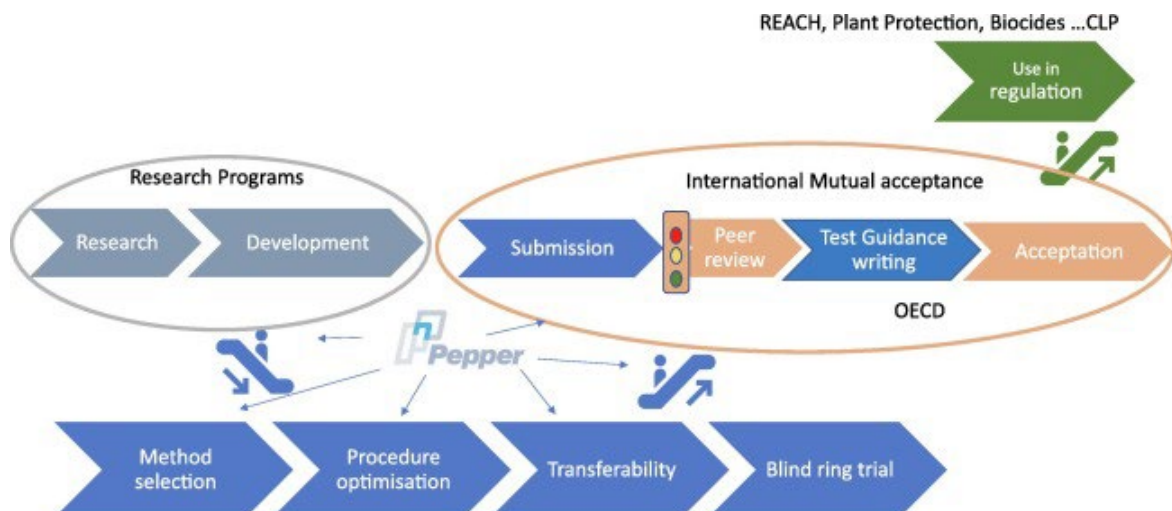 REACH, Plant Protection, Biocides ...CLP
Use in
regulation
Research Programs
International Mutual acceptance
Research
Development
Submission
Peer
review
Test Guidance
writing
Acceptation
OECD
Pepper
Method
selection
Procedure
optimisation
Transferability
Blind ring trial